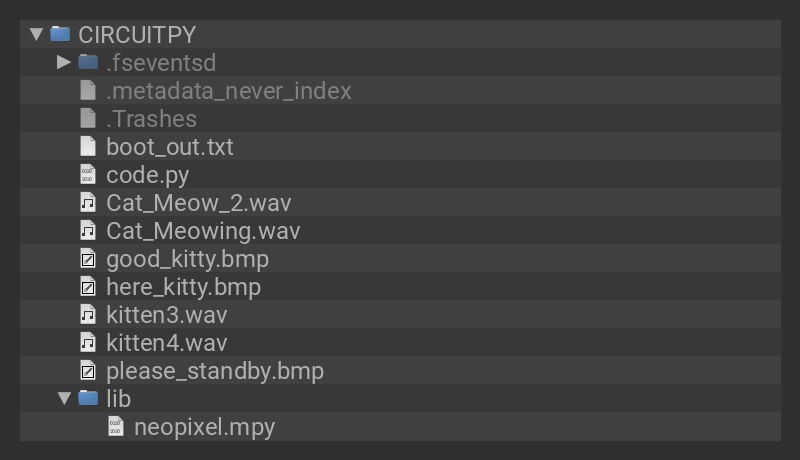 CIRCUITPY
.fseventsd
.metadata_never_index
.Trashes
boot_out.txt
code.py
Cat_Meow_2.wav
Cat_Meowing.wav
good_kitty.bmp
here_kitty.bmp
kitten3.wav
kitten4.wav
please_standby.bmp
lib
neopixel.mpy